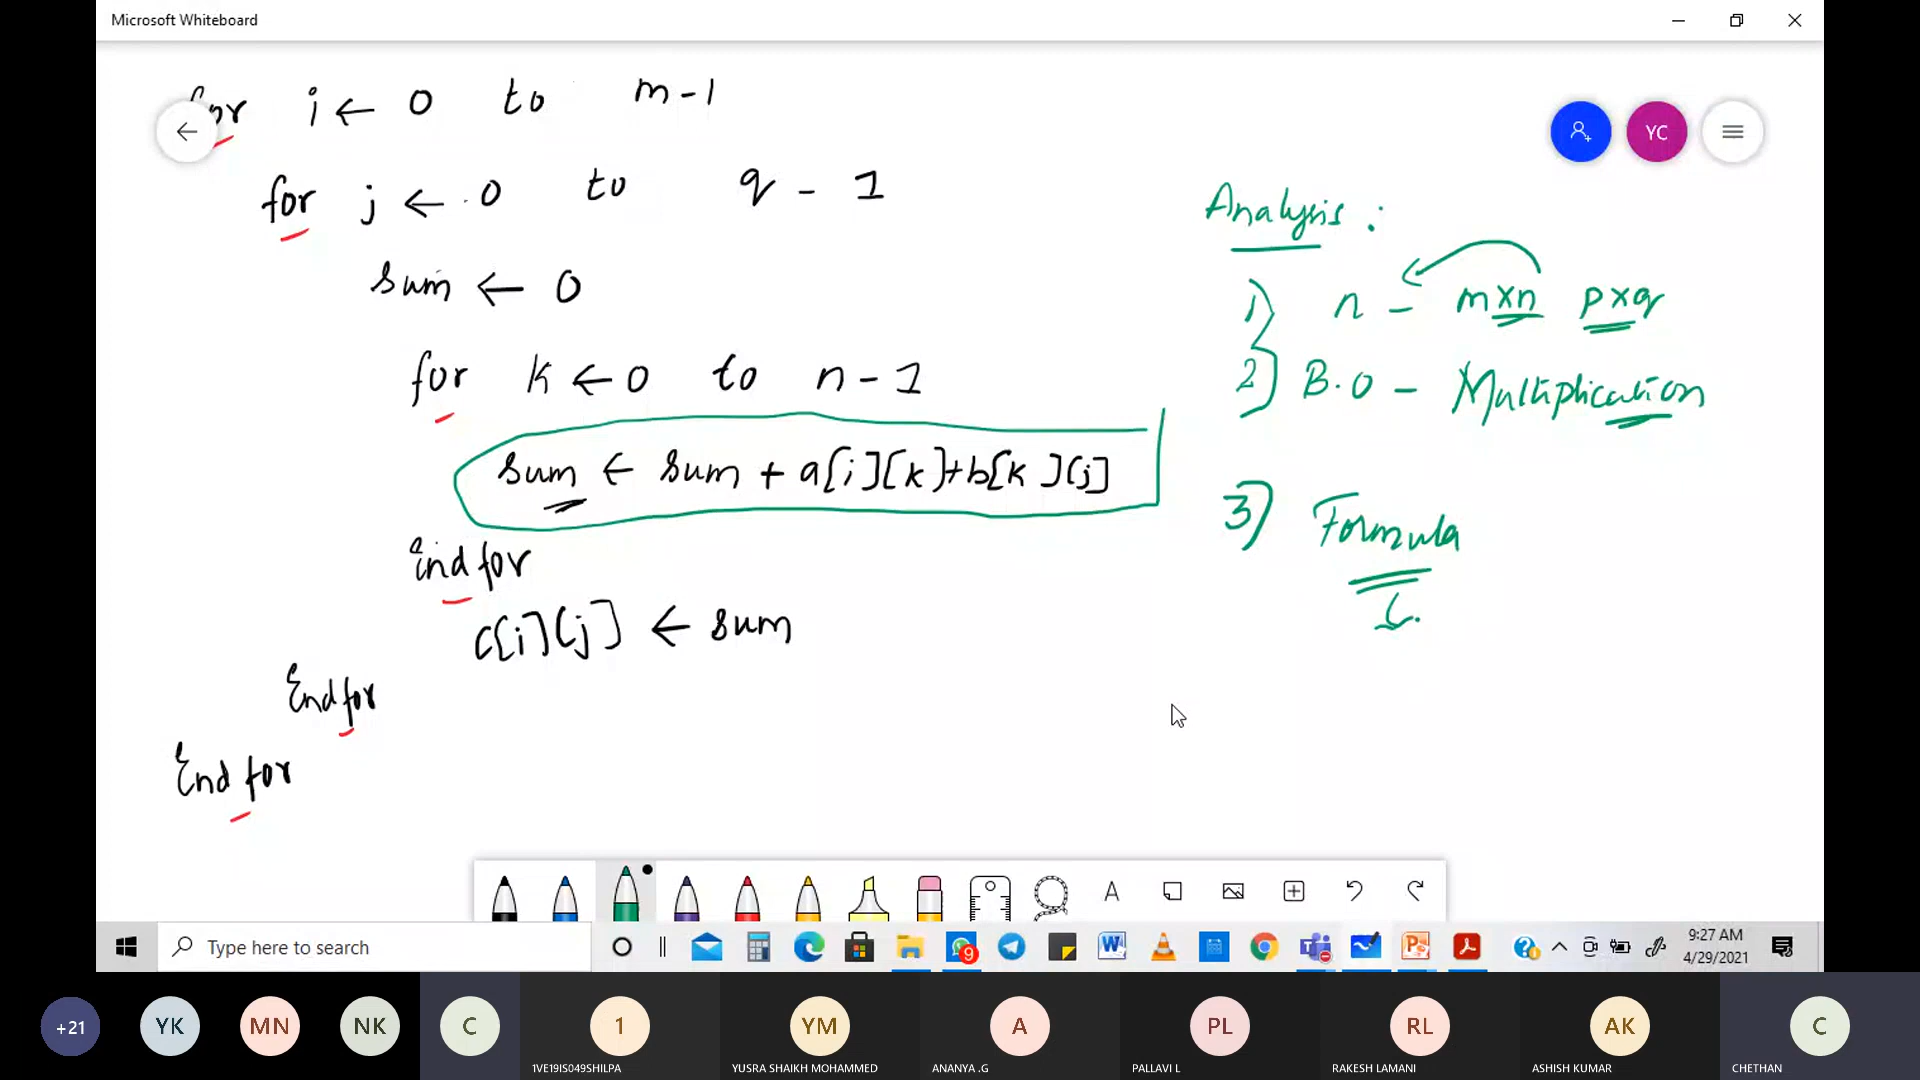 Microsoft Whiteboard
for i ← 0 to m - 1
for j ← 0 to q - 1
sum ← 0
for k ← 0 to n - 1
sum ← sum + a[i][k]+b[k][j]
End for
c[i][j] ← sum
End for
End for
YC
Analysis :
1) n - m×n p×q
2) B.O - Multiplication
3) Formula
A
Type here to search
9
9:27 AM
4/29/2021
+21
YK
MN
NK
C
1
1VE19IS049SHILPA
YM
YUSRA SHAIKH MOHAMMED
A
ANANYA .G
PL
PALLAVI L
RL
RAKESH LAMANI
AK
ASHISH KUMAR
C
CHETHAN